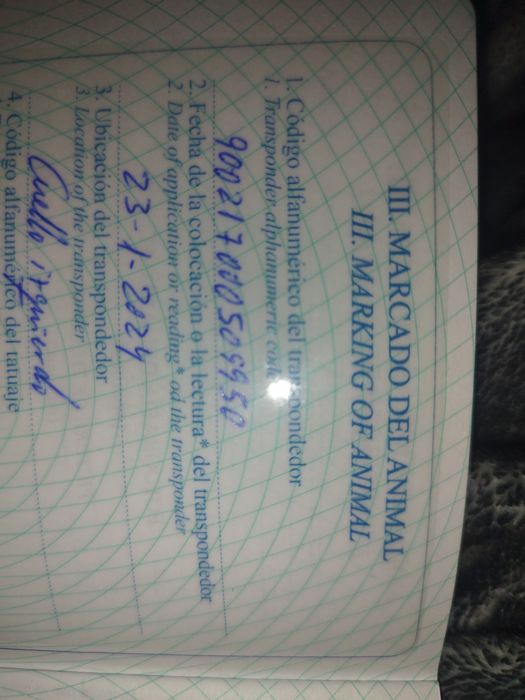 III. MARCADO DEL ANIMAL
III. MARKING OF ANIMAL
1. Código alfanumérico del transpondedor
1. Transponder alphanumeric code
2. Fecha de la colocación o la lectura* del transpondedor
2. Date of application or reading* od the transponder
23-1-2024
3. Ubicación del transpondedor
3. Location of the transponder
Cuello izquierdo
4. Código alfanumérico del tatuaje